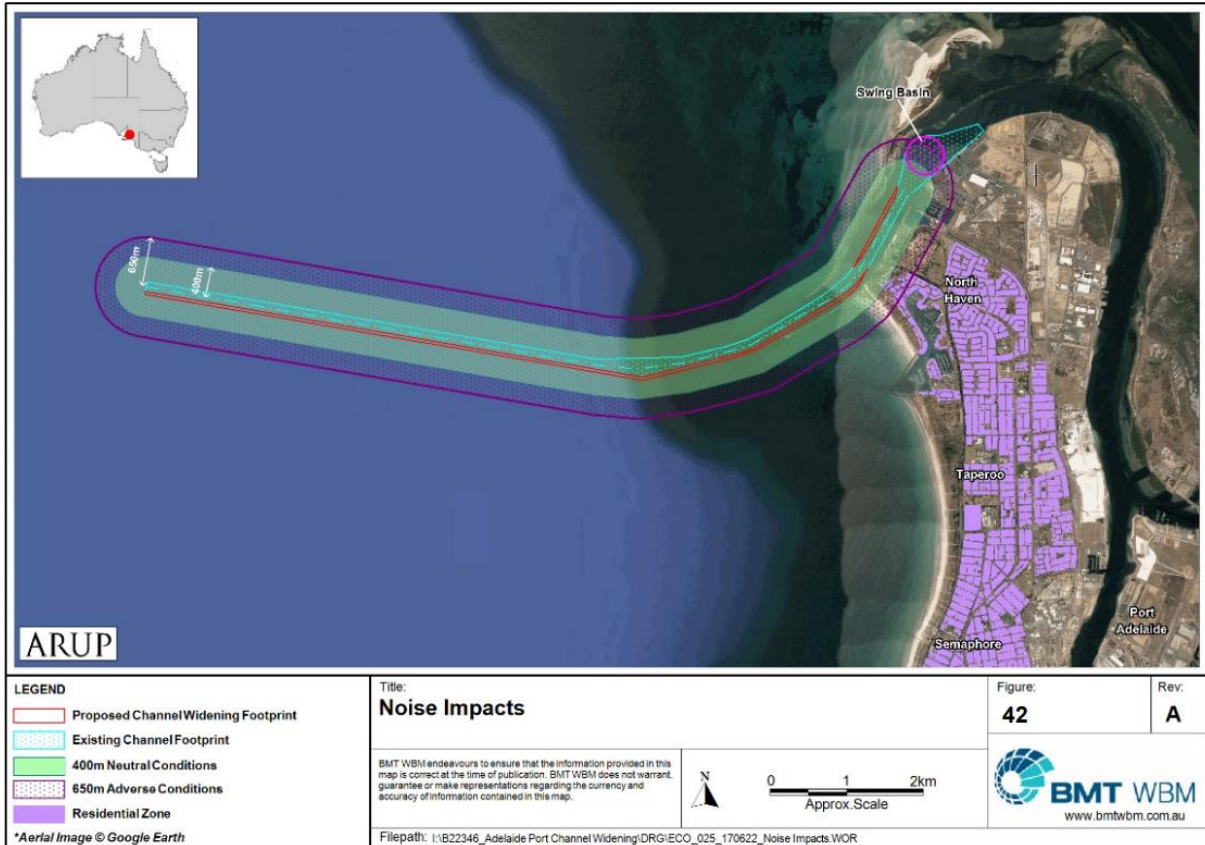 Swing Basin
650m
400m
North
Haven
Taperoo
Port
Adelaide
Semaphore
ARUP
LEGEND
Proposed Channel Widening Footprint
Existing Channel Footprint
400m Neutral Conditions
650m Adverse Conditions
Residential Zone
*Aerial Image © Google Earth
Title:
Noise Impacts
BMT WBM endeavours to ensure that the information provided in this
map is correct at the time of publication. BMT WBM does not warrant,
guarantee or make representations regarding the currency and
accuracy of information contained in this map.
N
0 1 2km
Approx.Scale
Filepath: I:\B22346_Adelaide Port Channel Widening\DRG\ECO_025_170622_Noise Impacts.WOR
Figure:
42
Rev:
A
BMT WBM
www.bmtwbm.com.au